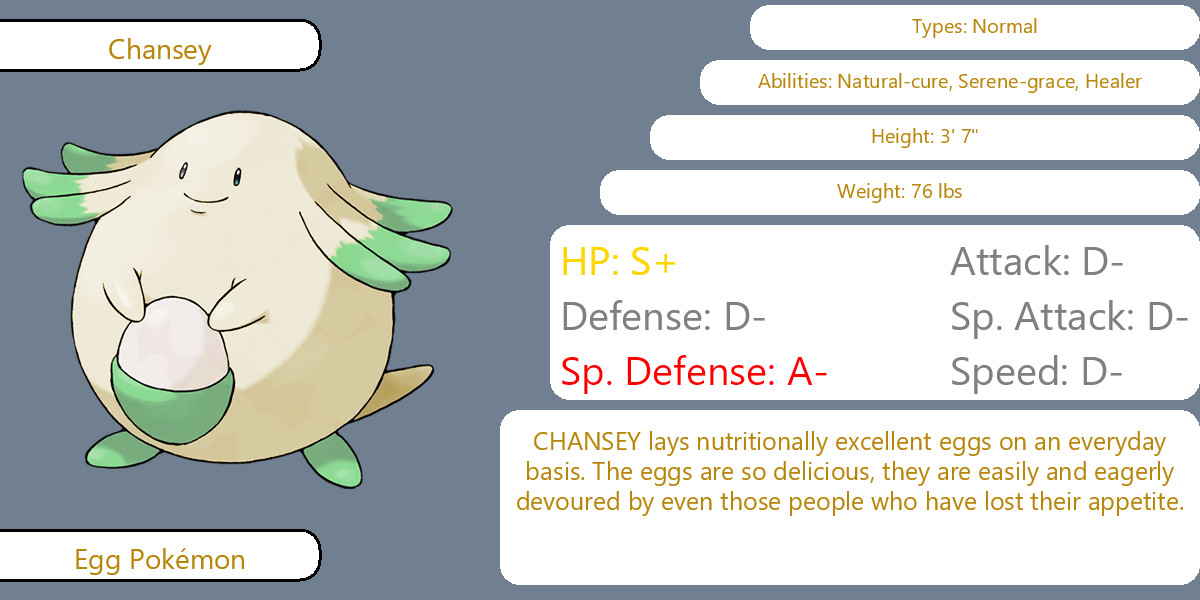 Chansey
Types: Normal
Abilities: Natural-cure, Serene-grace, Healer
Height: 3' 7"
Weight: 76 lbs
HP: S+
Attack: D-
Defense: D-
Sp. Attack: D-
Sp. Defense: A-
Speed: D-
CHANSEY lays nutritionally excellent eggs on an everyday
basis. The eggs are so delicious, they are easily and eagerly
devoured by even those people who have lost their appetite.
Egg Pokémon